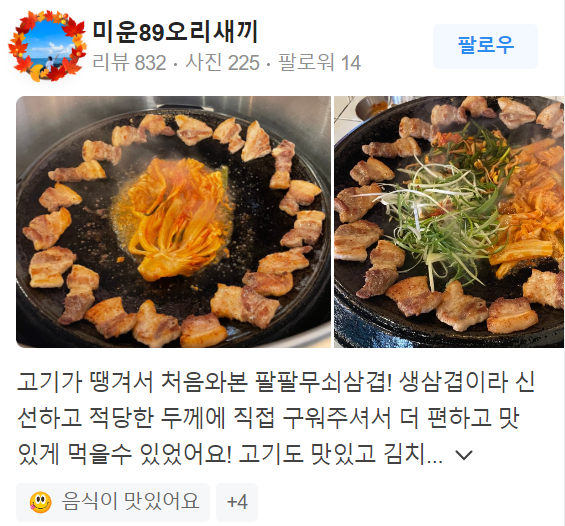 미운89오리새끼
리뷰 832 · 사진 225 · 팔로워 14
팔로우
고기가 땡겨서 처음와본 팔팔무쇠삼겹! 생삼겹이라 신
선하고 적당한 두께에 직접 구워주셔서 더 편하고 맛
있게 먹을수 있었어요! 고기도 맛있고 김치...
음식이 맛있어요
+4